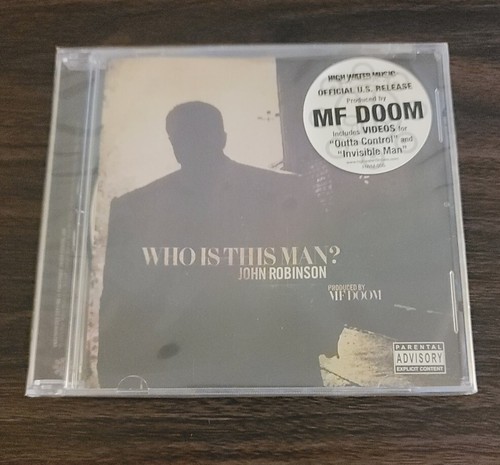 HIGH WATER MUSIC
OFFICIAL U.S. RELEASE
Produced by
MF DOOM
Includes VIDEOS for
"Outta Control" and
"Invisible Man"
WHO IS THIS MAN?
JOHN ROBINSON
PRODUCED BY
MF DOOM
PARENTAL
ADVISORY
EXPLICIT CONTENT